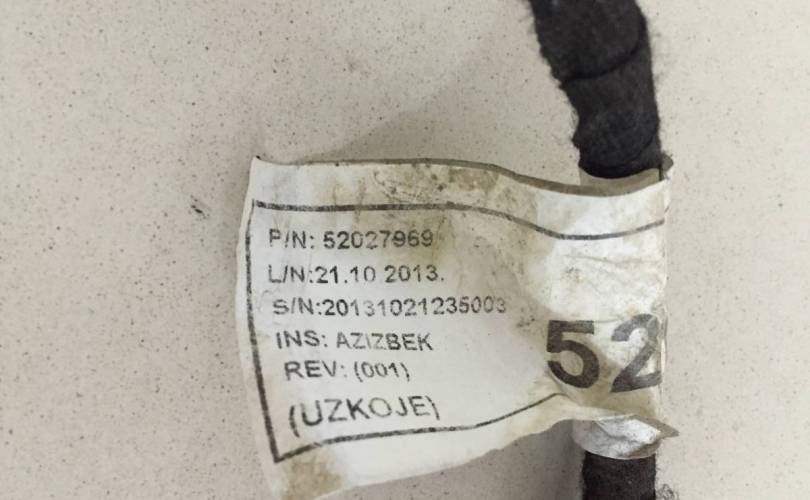 P/N: 52027969
L/N:21.10 2013.
S/N:20131021235003
INS: AZIZBEK
REV: (001)
(UZKOJE)
52